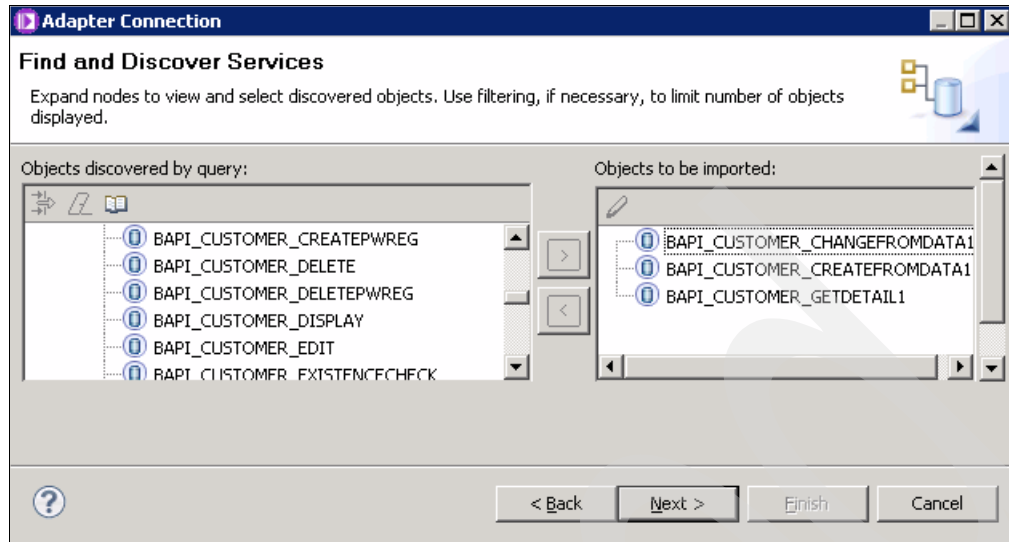 Adapter Connection
Find and Discover Services
Expand nodes to view and select discovered objects. Use filtering, if necessary, to limit number of objects
displayed.
Objects discovered by query:
BAPI_CUSTOMER_CREATEPWREG
BAPI_CUSTOMER_DELETE
BAPI_CUSTOMER_DELETEPWREG
BAPI_CUSTOMER_DISPLAY
BAPI_CUSTOMER_EDIT
BAPI_CUSTOMER_EXISTENCECHECK
>
<
Objects to be imported:
BAPI_CUSTOMER_CHANGEFROMDATA1
BAPI_CUSTOMER_CREATEFROMDATA1
BAPI_CUSTOMER_GETDETAIL1
?
< Back Next > Finish Cancel